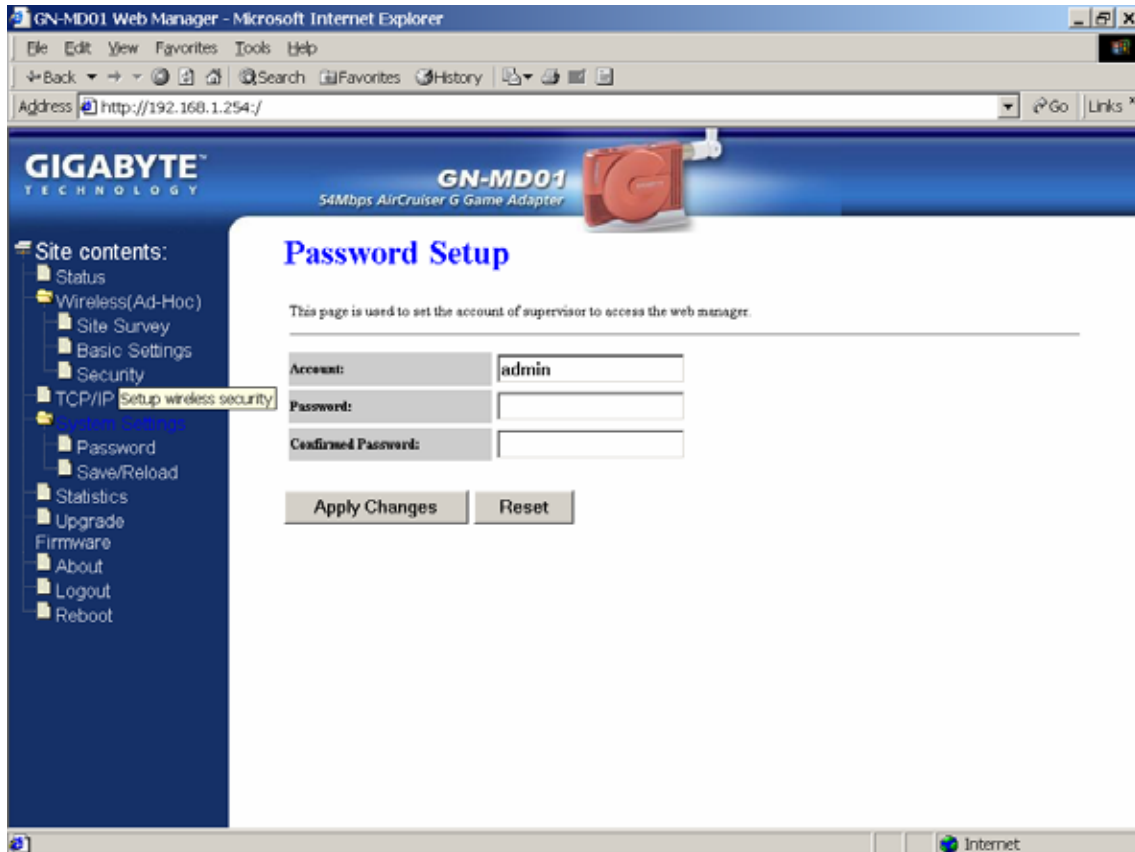 GN-MD01 Web Manager - Microsoft Internet Explorer
File Edit View Favorites Tools Help
Back Search Favorites History
Address http://192.168.1.254:/ Go Links
GIGABYTE™
TECHNOLOGY
GN-MD01
54Mbps AirCruiser G Game Adapter
Site contents:
Status
Wireless(Ad-Hoc)
Site Survey
Basic Settings
Security
TCP/IP Setup wireless security
System Settings
Password
Save/Reload
Statistics
Upgrade
Firmware
About
Logout
Reboot
Password Setup
This page is used to set the account of supervisor to access the web manager.
Account: admin
Password:
Confirmed Password:
Apply Changes Reset
Internet